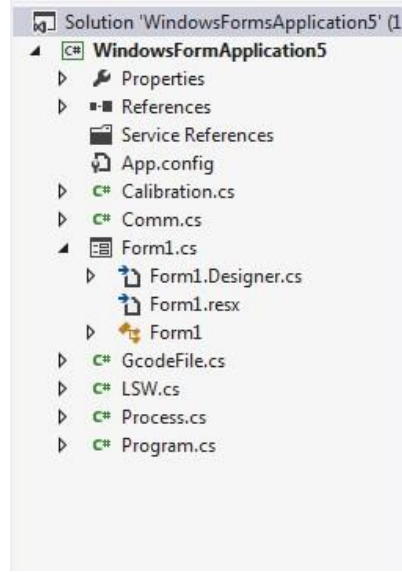 Solution 'WindowsFormsApplication5' (1
C# WindowsFormApplication5
Properties
References
Service References
App.config
C# Calibration.cs
C# Comm.cs
Form1.cs
Form1.Designer.cs
Form1.resx
Form1
C# GcodeFile.cs
C# LSW.cs
C# Process.cs
C# Program.cs